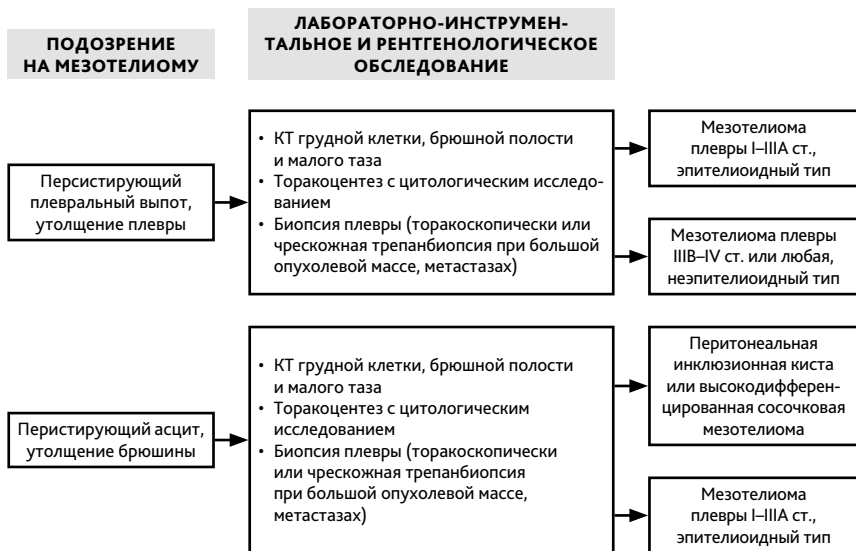 ПОДОЗРЕНИЕ
НА МЕЗОТЕЛИОМУ
ЛАБОРАТОРНО-ИНСТРУМЕН-
ТАЛЬНОЕ И РЕНТГЕНОЛОГИЧЕСКОЕ
ОБСЛЕДОВАНИЕ
Персистирующий
плевральный выпот,
утолщение плевры
• КТ грудной клетки, брюшной полости
и малого таза
• Торакоцентез с цитологическим исследо-
ванием
• Биопсия плевры (торакоскопически или
чрескожная трепанбиопсия при большой
опухолевой массе, метастазах)
Мезотелиома
плевры I–IIIA ст.,
эпителиоидный тип
Мезотелиома плевры
IIIB–IV ст. или любая,
неэпителиоидный тип
Перистирующий асцит,
утолщение брюшины
• КТ грудной клетки, брюшной полости
и малого таза
• Торакоцентез с цитологическим
исследованием
• Биопсия плевры (торакоскопически
или чрескожная трепанбиопсия
при большой опухолевой массе,
метастазах)
Перитонеальная
инклюзионная киста
или высокодифферен-
цированная сосочковая
мезотелиома
Мезотелиома
плевры I–IIIA ст.,
эпителиоидный тип